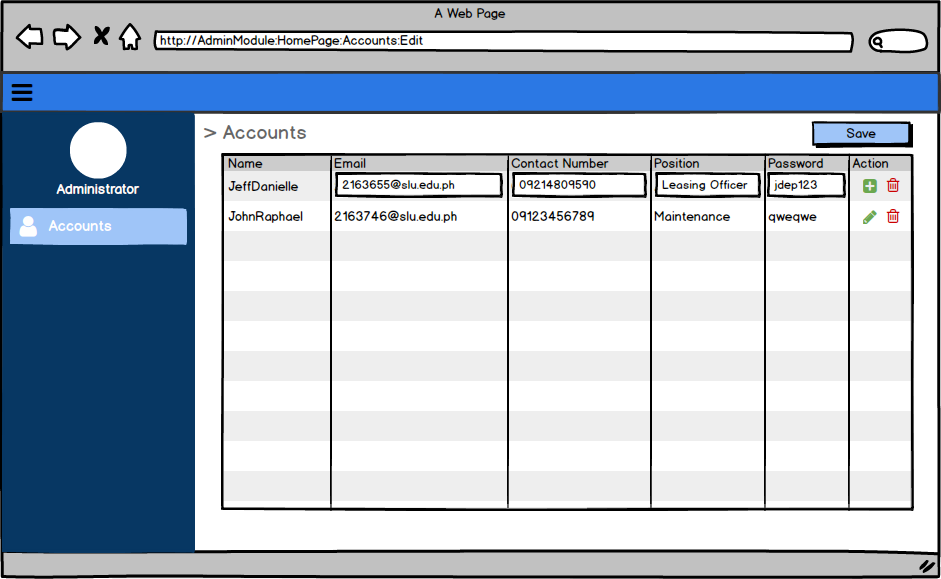 A Web Page
http://AdminModule:HomePage:Accounts:Edit
Administrator
Accounts
> Accounts
Save
Name Email Contact Number Position Password Action
JeffDanielle 2163655@slu.edu.ph 09214809590 Leasing Officer jdep123
JohnRaphael 2163746@slu.edu.ph 09123456789 Maintenance qweqwe